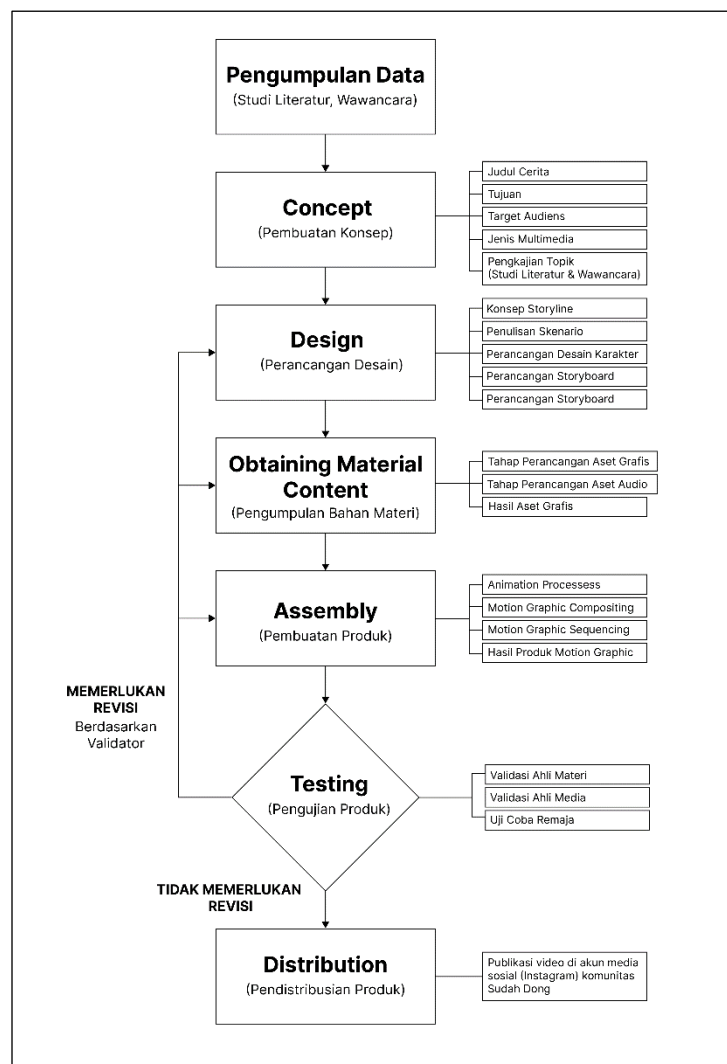 Pengumpulan Data
(Studi Literatur, Wawancara)
Concept
(Pembuatan Konsep)
Judul Cerita
Tujuan
Target Audiens
Jenis Multimedia
Pengkajian Topik
(Studi Literatur & Wawancara)
Design
(Perancangan Desain)
Konsep Storyline
Penulisan Skenario
Perancangan Desain Karakter
Perancangan Storyboard
Perancangan Storyboard
Obtaining Material
Content
(Pengumpulan Bahan Materi)
Tahap Perancangan Aset Grafis
Tahap Perancangan Aset Audio
Hasil Aset Grafis
Assembly
(Pembuatan Produk)
Animation Processess
Motion Graphic Compositing
Motion Graphic Sequencing
Hasil Produk Motion Graphic
MEMERLUKAN
REVISI
Berdasarkan
Validator
Testing
(Pengujian Produk)
Validasi Ahli Materi
Validasi Ahli Media
Uji Coba Remaja
TIDAK MEMERLUKAN
REVISI
Distribution
(Pendistribusian Produk)
Publikasi video di akun media
sosial (Instagram) komunitas
Sudah Dong